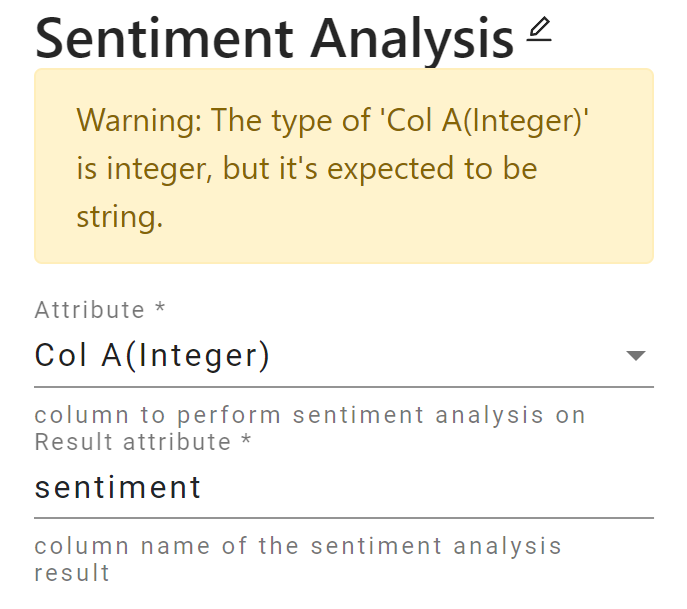 Sentiment Analysis
Warning: The type of 'Col A(Integer)'
is integer, but it's expected to be
string.
Attribute *
Col A(Integer)
column to perform sentiment analysis on
Result attribute *
sentiment
column name of the sentiment analysis
result